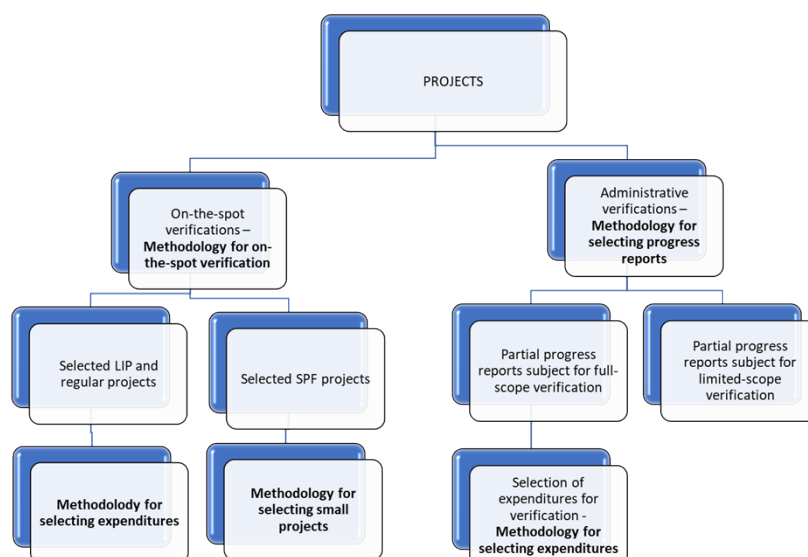 PROJECTS
On-the-spot
verifications –
Methodology for on-
the-spot verification
Administrative
verifications –
Methodology for
selecting progress
reports
Selected LIP and
regular projects
Selected SPF projects
Partial progress
reports subject for full-
scope verification
Partial progress
reports subject for
limited-scope
verification
Methodolody for
selecting expenditures
Methodology for
selecting small
projects
Selection of
expenditures for
verification -
Methodology for
selecting expenditures